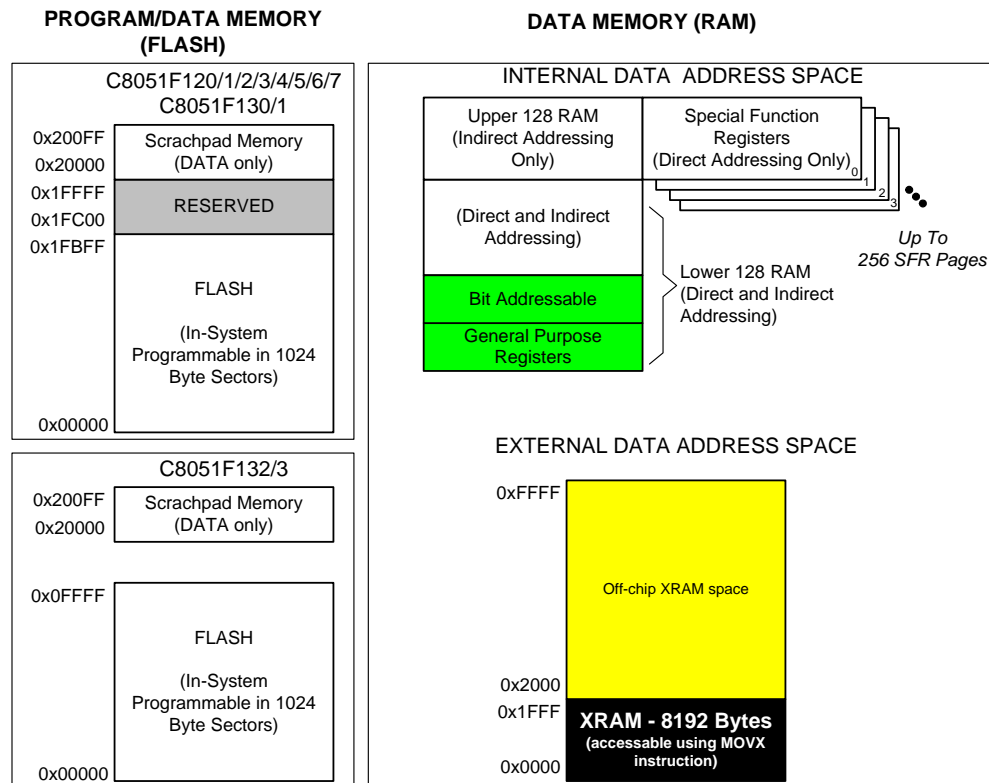 PROGRAM/DATA MEMORY
(FLASH)
C8051F120/1/2/3/4/5/6/7
C8051F130/1
0x200FF
0x20000
Scrachpad Memory
(DATA only)
0x1FFFF
0x1FC00
RESERVED
0x1FBFF
FLASH
(In-System
Programmable in 1024
Byte Sectors)
0x00000
C8051F132/3
0x200FF
0x20000
Scrachpad Memory
(DATA only)
0x0FFFF
FLASH
(In-System
Programmable in 1024
Byte Sectors)
0x00000
DATA MEMORY (RAM)
INTERNAL DATA ADDRESS SPACE
Upper 128 RAM
(Indirect Addressing
Only)
Special Function
Registers
(Direct Addressing Only)
0
1
2
3
Up To
256 SFR Pages
(Direct and Indirect
Addressing)
Bit Addressable
General Purpose
Registers
Lower 128 RAM
(Direct and Indirect
Addressing)
EXTERNAL DATA ADDRESS SPACE
0xFFFF
Off-chip XRAM space
0x2000
0x1FFF
0x0000
XRAM - 8192 Bytes
(accessable using MOVX
instruction)